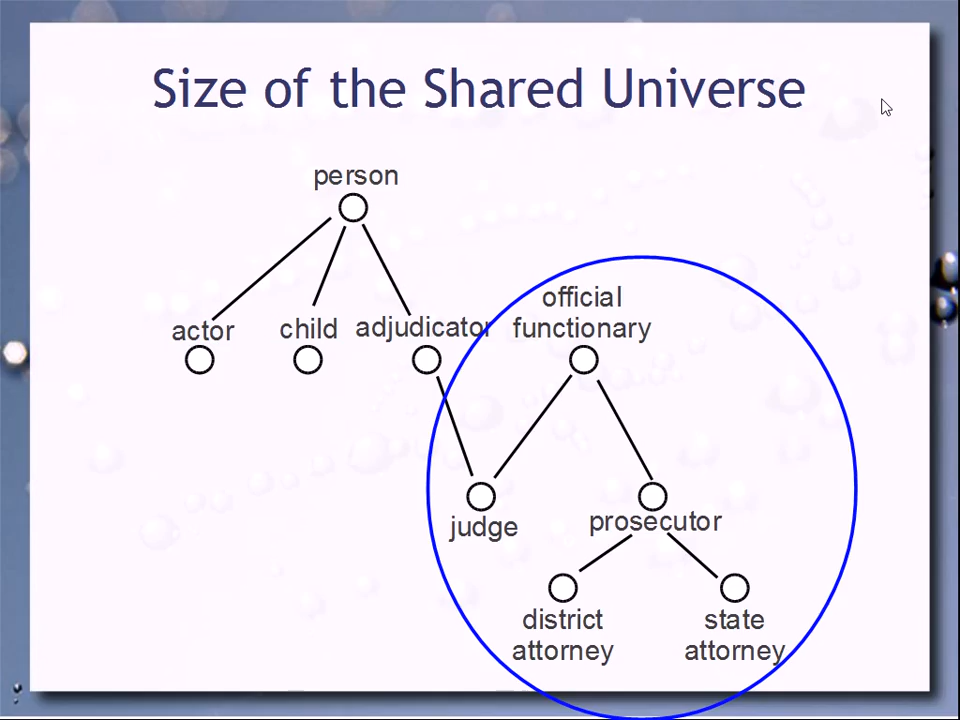 Size of the Shared Universe
person
actor
child
adjudicator
official
functionary
judge
prosecutor
district
attorney
state
attorney